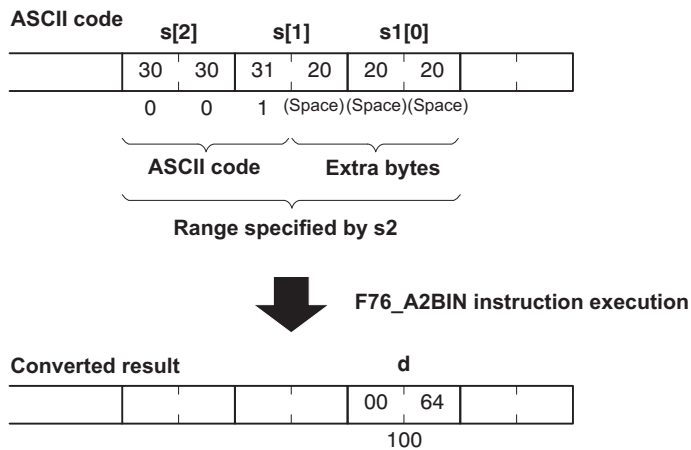 ASCII code
s[2] s[1] s1[0]
30 30 31 20 20 20
0 0 1 (Space) (Space) (Space)
ASCII code Extra bytes
Range specified by s2
F76_A2BIN instruction execution
Converted result d
00 64
100